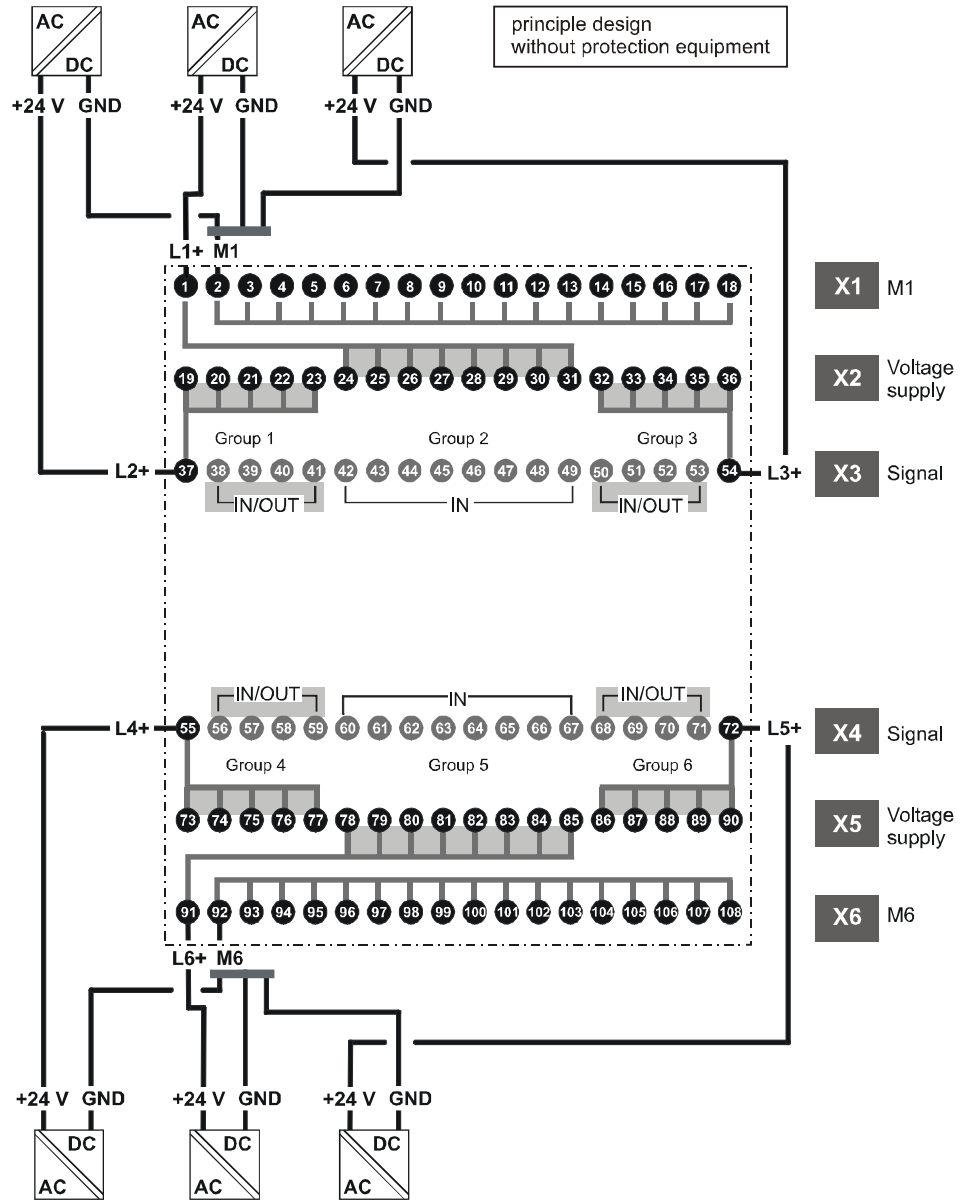 AC AC AC
DC DC DC
principle design
without protection equipment
+24 V GND +24 V GND +24 V GND
L1+ M1
1 2 3 4 5 6 7 8 9 10 11 12 13 14 15 16 17 18
X1 M1
19 20 21 22 23 24 25 26 27 28 29 30 31 32 33 34 35 36
X2 Voltage
supply
Group 1 Group 2 Group 3
L2+ 37 38 39 40 41 42 43 44 45 46 47 48 49 50 51 52 53 54 L3+
X3 Signal
IN/OUT IN IN/OUT
IN/OUT IN IN/OUT
L4+ 55 56 57 58 59 60 61 62 63 64 65 66 67 68 69 70 71 72 L5+
X4 Signal
Group 4 Group 5 Group 6
73 74 75 76 77 78 79 80 81 82 83 84 85 86 87 88 89 90
X5 Voltage
supply
91 92 93 94 95 96 97 98 99 100 101 102 103 104 105 106 107 108
X6 M6
L6+ M6
+24 V GND +24 V GND +24 V GND
DC DC DC
AC AC AC